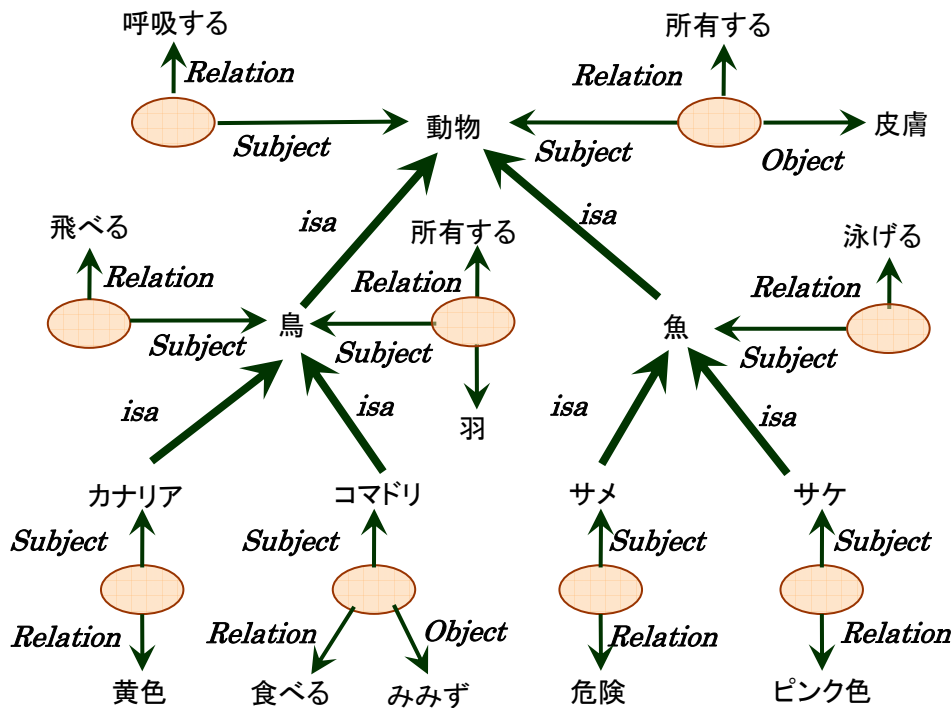 呼吸する
所有する
Relation
Relation
動物
皮膚
Subject
Subject
Object
isa
isa
飛べる
所有する
泳げる
Relation
Relation
Relation
鳥
魚
Subject
Subject
Subject
isa
isa
羽
isa
isa
カナリア
コマドリ
サメ
サケ
Subject
Subject
Subject
Subject
Relation
Relation
Object
Relation
Relation
黄色
食べる
みみず
危険
ピンク色